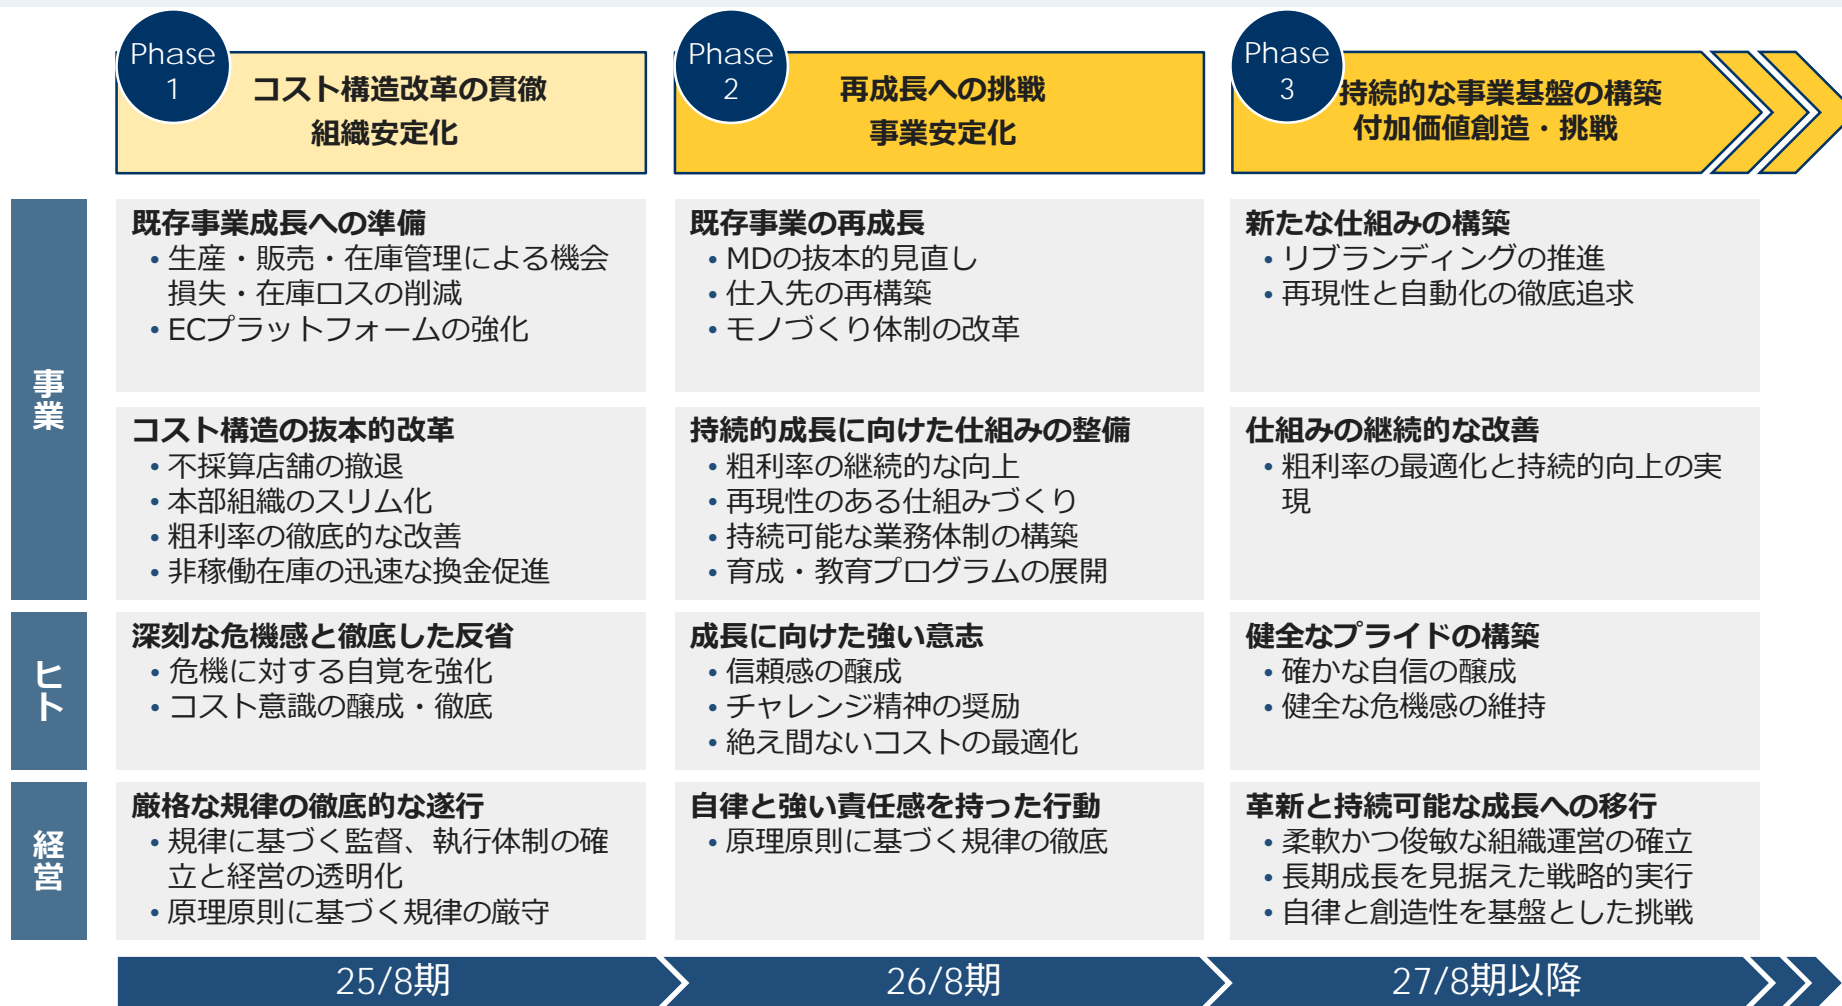 Phase
1
コスト構造改革の貫徹
組織安定化
Phase
2
再成長への挑戦
事業安定化
Phase
3
持続的な事業基盤の構築
付加価値創造・挑戦
事業
既存事業成長への準備
• 生産・販売・在庫管理による機会
損失・在庫ロスの削減
• ECプラットフォームの強化
既存事業の再成長
• MDの抜本的見直し
• 仕入先の再構築
• モノづくり体制の改革
新たな仕組みの構築
• リブランディングの推進
• 再現性と自動化の徹底追求
コスト構造の抜本的改革
• 不採算店舗の撤退
• 本部組織のスリム化
• 粗利率の徹底的な改善
• 非稼働在庫の迅速な換金促進
持続的成長に向けた仕組みの整備
• 粗利率の継続的な向上
• 再現性のある仕組みづくり
• 持続可能な業務体制の構築
• 育成・教育プログラムの展開
仕組みの継続的な改善
• 粗利率の最適化と持続的向上の実
現
ヒト
深刻な危機感と徹底した反省
• 危機に対する自覚を強化
• コスト意識の醸成・徹底
成長に向けた強い意志
• 信頼感の醸成
• チャレンジ精神の奨励
• 絶え間ないコストの最適化
健全なプライドの構築
• 確かな自信の醸成
• 健全な危機感の維持
経営
厳格な規律の徹底的な遂行
• 規律に基づく監督、執行体制の確
立と経営の透明化
• 原理原則に基づく規律の厳守
自律と強い責任感を持った行動
• 原理原則に基づく規律の徹底
革新と持続可能な成長への移行
• 柔軟かつ俊敏な組織運営の確立
• 長期成長を見据えた戦略的実行
• 自律と創造性を基盤とした挑戦
25/8期
26/8期
27/8期以降